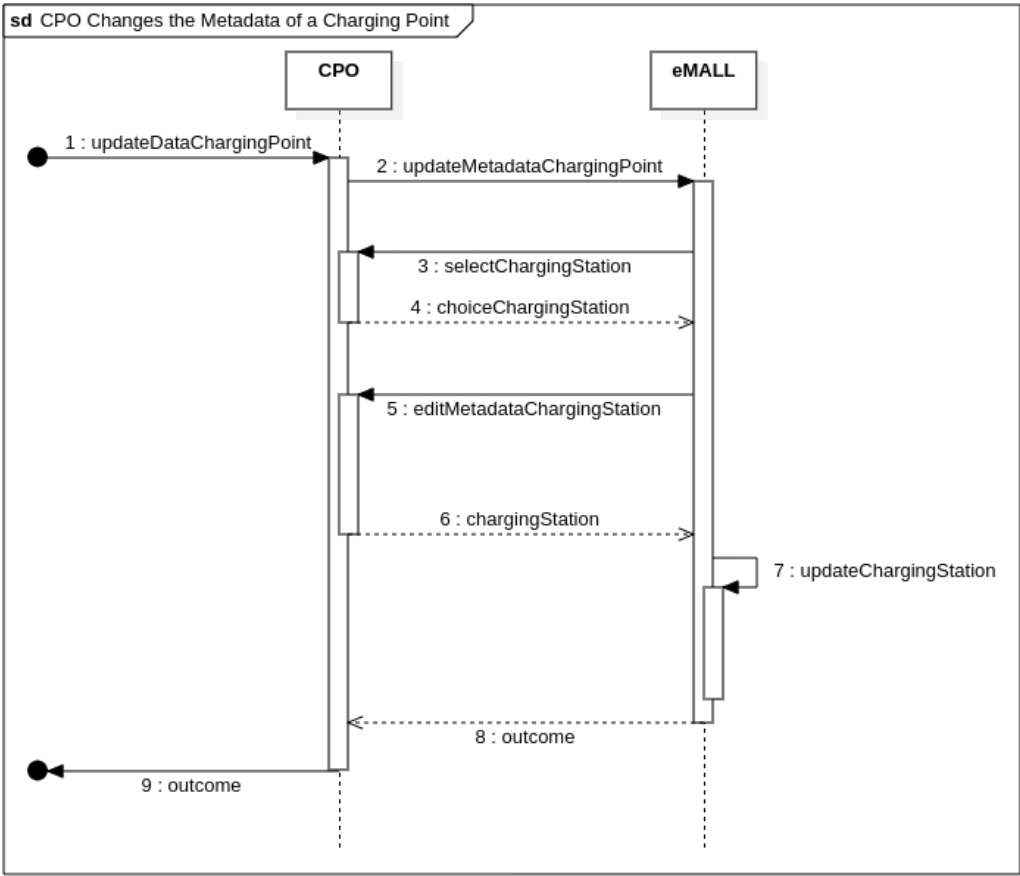 sd CPO Changes the Metadata of a Charging Point
CPO
eMALL
1 : updateDataChargingPoint
2 : updateMetadataChargingPoint
3 : selectChargingStation
4 : choiceChargingStation
5 : editMetadataChargingStation
6 : chargingStation
7 : updateChargingStation
8 : outcome
9 : outcome